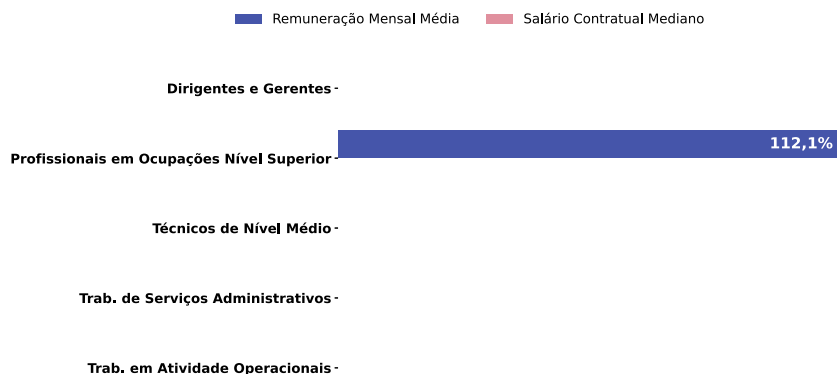 Remuneração Mensal Média Salário Contratual Mediano
Dirigentes e Gerentes
112,1%
Profissionais em Ocupações Nível Superior
Técnicos de Nível Médio
Trab. de Serviços Administrativos
Trab. em Atividade Operacionais